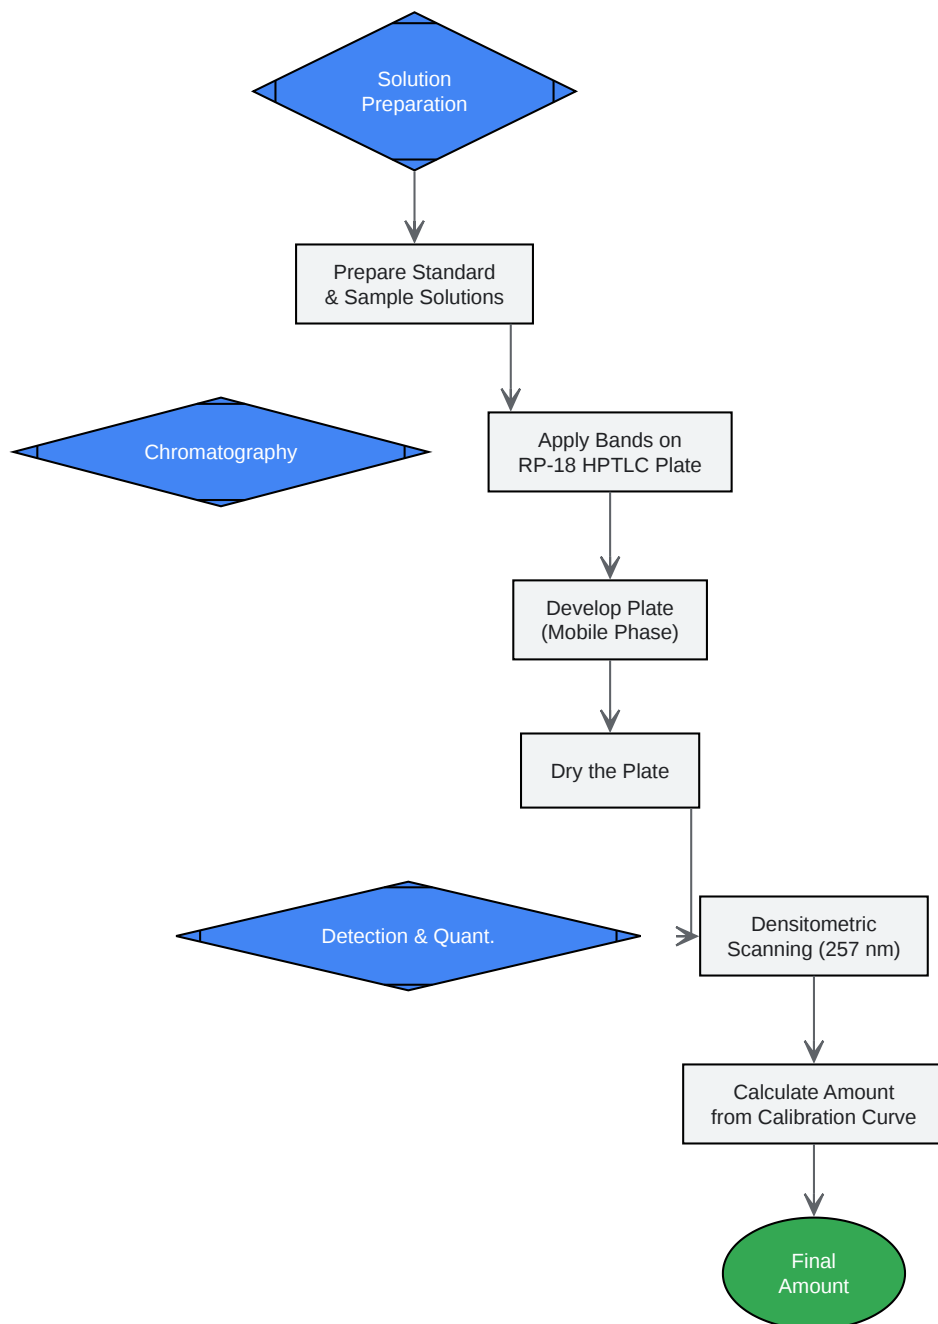 Solution
Preparation
Prepare Standard
& Sample Solutions
Chromatography
Apply Bands on
RP-18 HPTLC Plate
Develop Plate
(Mobile Phase)
Dry the Plate
Detection & Quant.
Densitometric
Scanning (257 nm)
Calculate Amount
from Calibration Curve
Final
Amount